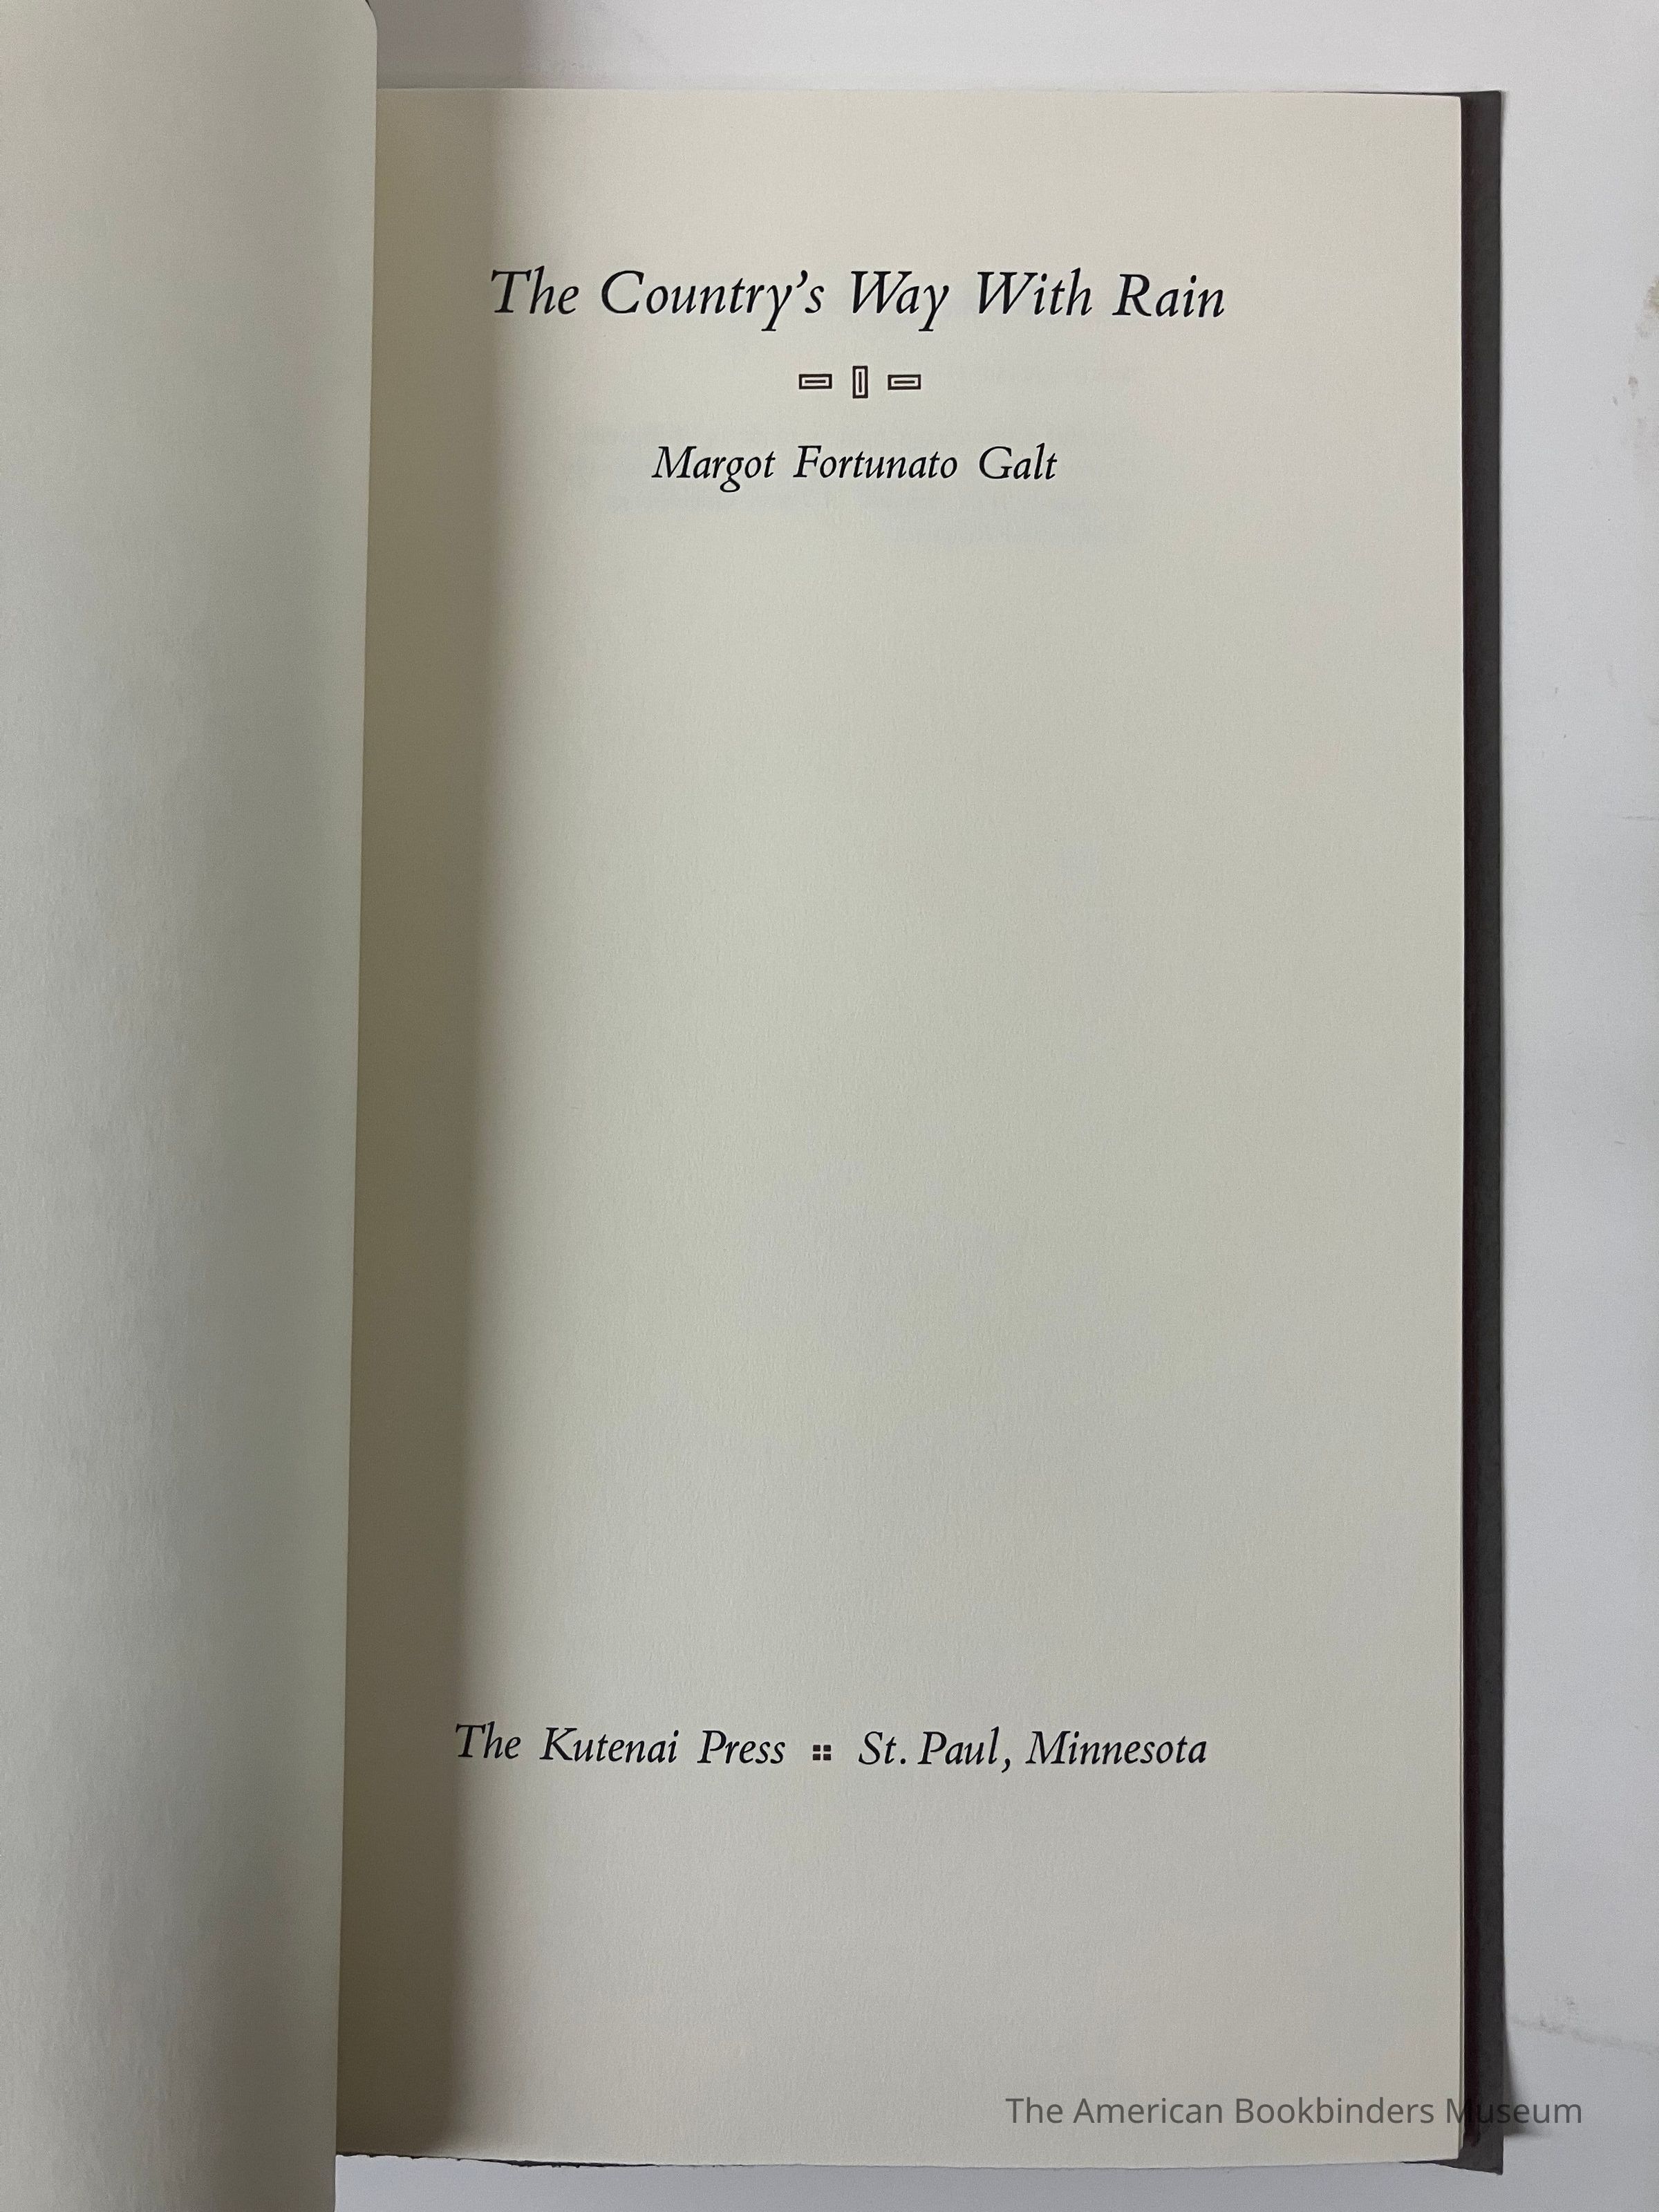 The Country's Way With Rain
Margot Fortunato Galt
The Kutenai Press :: St. Paul, Minnesota
The American Bookbinders Museum